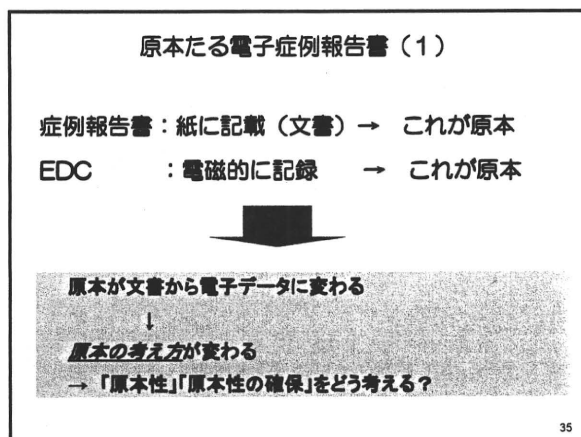 原本たる電子症例報告書（1）
症例報告書：紙に記載（文書）→　これが原本
EDC　　　：電磁的に記録　　→　これが原本
原本が文書から電子データに変わる
↓
原本の考え方が変わる
→「原本性」「原本性の確保」をどう考える？
35